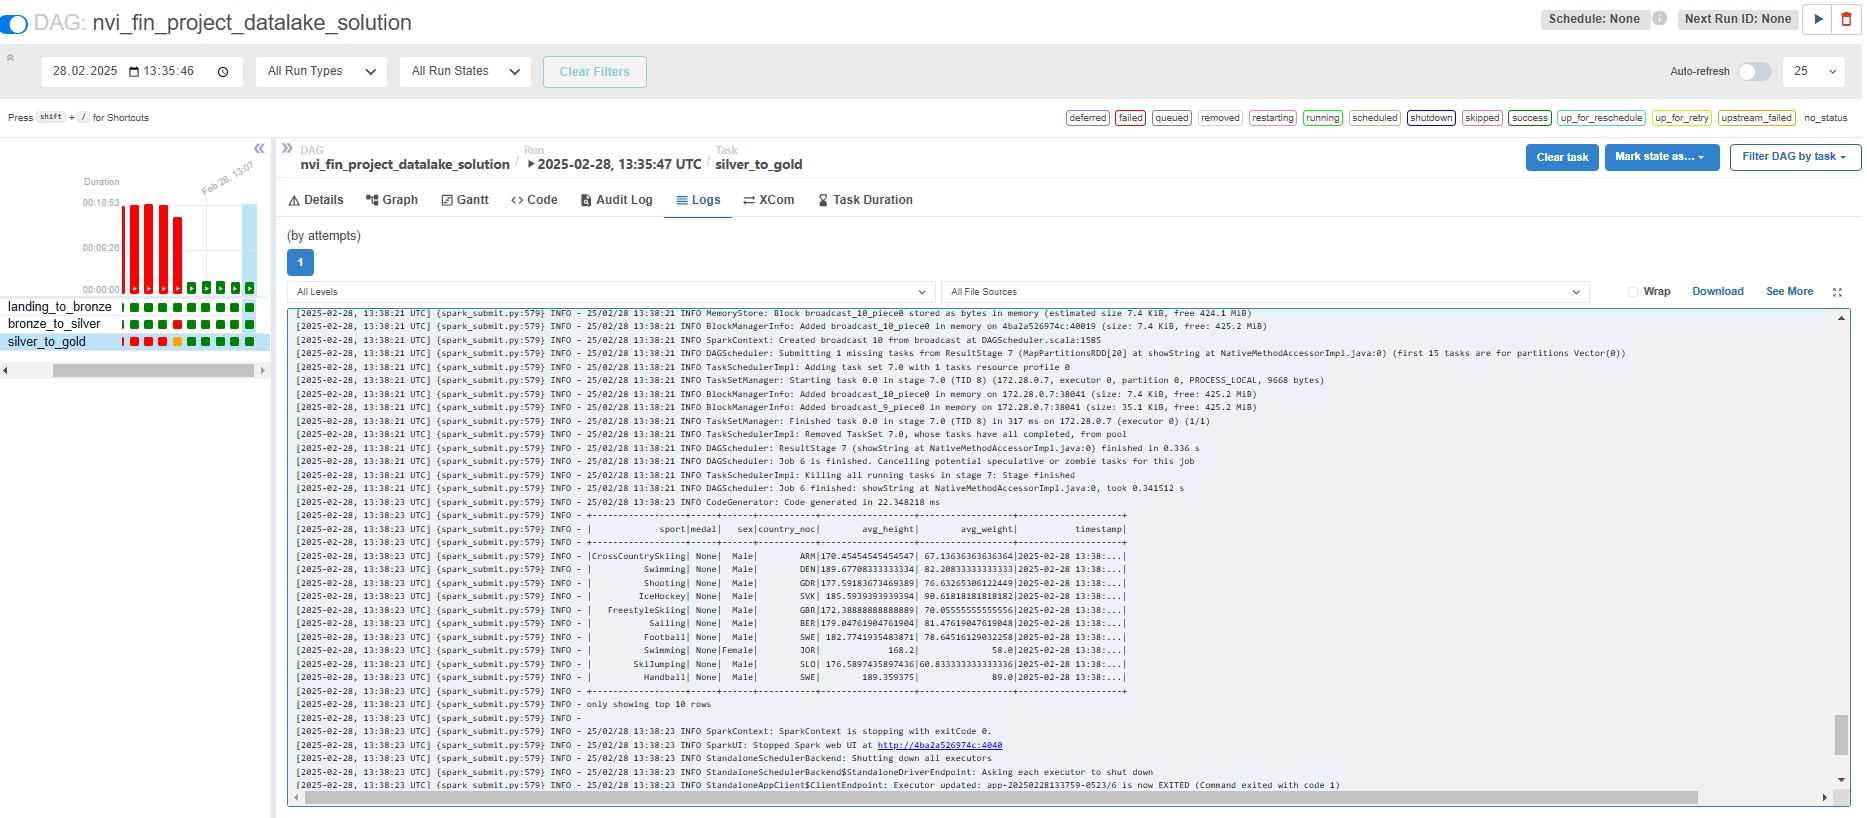 DAG: nvi_fin_project_datalake_solution
Schedule: None
Next Run ID: None
28.02.2025 13:35:46
All Run Types
All Run States
Clear Filters
Auto-refresh
25
Press shift + / for Shortcuts
deferred failed queued removed restarting running scheduled shutdown skipped success up_for_reschedule up_for_retry upstream_failed no_status
Duration
Feb 28, 13:07
00:18:53
00:09:26
00:00:00
landing_to_bronze
bronze_to_silver
silver_to_gold
DAG
nvi_fin_project_datalake_solution /
Run
2025-02-28, 13:35:47 UTC /
Task
silver_to_gold
Clear task
Mark state as...
Filter DAG by task
Details
Graph
Gantt
<> Code
Audit Log
Logs
XCom
Task Duration
(by attempts)
1
All Levels
All File Sources
Wrap
Download
See More
[2025-02-28, 13:38:21 UTC] {spark_submit.py:579} INFO - 25/02/28 13:38:21 INFO MemoryStore: Block broadcast_10_piece0 stored as bytes in memory (estimated size 7.4 KiB, free 424.1 MiB)
[2025-02-28, 13:38:21 UTC] {spark_submit.py:579} INFO - 25/02/28 13:38:21 INFO BlockManagerInfo: Added broadcast_10_piece0 in memory on 4ba2a526974c:40019 (size: 7.4 KiB, free: 425.2 MiB)
[2025-02-28, 13:38:21 UTC] {spark_submit.py:579} INFO - 25/02/28 13:38:21 INFO SparkContext: Created broadcast 10 from broadcast at DAGScheduler.scala:1585
[2025-02-28, 13:38:21 UTC] {spark_submit.py:579} INFO - 25/02/28 13:38:21 INFO DAGScheduler: Submitting 1 missing tasks from ResultStage 7 (MapPartitionsRDD[20] at showString at NativeMethodAccessorImpl.java:0) (first 15 tasks are for partitions Vector(0))
[2025-02-28, 13:38:21 UTC] {spark_submit.py:579} INFO - 25/02/28 13:38:21 INFO TaskSchedulerImpl: Adding task set 7.0 with 1 tasks resource profile 0
[2025-02-28, 13:38:21 UTC] {spark_submit.py:579} INFO - 25/02/28 13:38:21 INFO TaskSetManager: Starting task 0.0 in stage 7.0 (TID 8) (172.28.0.7, executor 0, partition 0, PROCESS_LOCAL, 9668 bytes)
[2025-02-28, 13:38:21 UTC] {spark_submit.py:579} INFO - 25/02/28 13:38:21 INFO BlockManagerInfo: Added broadcast_10_piece0 in memory on 172.28.0.7:38041 (size: 7.4 KiB, free: 425.2 MiB)
[2025-02-28, 13:38:21 UTC] {spark_submit.py:579} INFO - 25/02/28 13:38:21 INFO BlockManagerInfo: Added broadcast_9_piece0 in memory on 172.28.0.7:38041 (size: 35.1 KiB, free: 425.2 MiB)
[2025-02-28, 13:38:21 UTC] {spark_submit.py:579} INFO - 25/02/28 13:38:21 INFO TaskSetManager: Finished task 0.0 in stage 7.0 (TID 8) in 317 ms on 172.28.0.7 (executor 0) (1/1)
[2025-02-28, 13:38:21 UTC] {spark_submit.py:579} INFO - 25/02/28 13:38:21 INFO TaskSchedulerImpl: Removed TaskSet 7.0, whose tasks have all completed, from pool
[2025-02-28, 13:38:21 UTC] {spark_submit.py:579} INFO - 25/02/28 13:38:21 INFO DAGScheduler: ResultStage 7 (showString at NativeMethodAccessorImpl.java:0) finished in 0.336 s
[2025-02-28, 13:38:21 UTC] {spark_submit.py:579} INFO - 25/02/28 13:38:21 INFO DAGScheduler: Job 6 is finished. Cancelling potential speculative or zombie tasks for this job
[2025-02-28, 13:38:21 UTC] {spark_submit.py:579} INFO - 25/02/28 13:38:21 INFO TaskSchedulerImpl: Killing all running tasks in stage 7: Stage finished
[2025-02-28, 13:38:21 UTC] {spark_submit.py:579} INFO - 25/02/28 13:38:21 INFO DAGScheduler: Job 6 finished: showString at NativeMethodAccessorImpl.java:0, took 0.341512 s
[2025-02-28, 13:38:23 UTC] {spark_submit.py:579} INFO - 25/02/28 13:38:23 INFO CodeGenerator: Code generated in 22.348218 ms
[2025-02-28, 13:38:23 UTC] {spark_submit.py:579} INFO - +------------------+-----+------+-----------+------------------+------------------+--------------------+
[2025-02-28, 13:38:23 UTC] {spark_submit.py:579} INFO - | sport|medal| sex|country_noc| avg_height| avg_weight| timestamp|
[2025-02-28, 13:38:23 UTC] {spark_submit.py:579} INFO - +------------------+-----+------+-----------+------------------+------------------+--------------------+
[2025-02-28, 13:38:23 UTC] {spark_submit.py:579} INFO - |CrossCountrySkiing| None| Male| ARM|170.45454545454547| 67.13636363636364|2025-02-28 13:38:...|
[2025-02-28, 13:38:23 UTC] {spark_submit.py:579} INFO - | Swimming| None| Male| DEN|189.67708333333334| 82.20833333333333|2025-02-28 13:38:...|
[2025-02-28, 13:38:23 UTC] {spark_submit.py:579} INFO - | Shooting| None| Male| GDR|177.59183673469389| 76.63265306122449|2025-02-28 13:38:...|
[2025-02-28, 13:38:23 UTC] {spark_submit.py:579} INFO - | IceHockey| None| Male| SVK| 185.5939393939394| 90.61818181818182|2025-02-28 13:38:...|
[2025-02-28, 13:38:23 UTC] {spark_submit.py:579} INFO - | FreestyleSkiing| None| Male| GBR|172.38888888888889| 70.05555555555556|2025-02-28 13:38:...|
[2025-02-28, 13:38:23 UTC] {spark_submit.py:579} INFO - | Sailing| None| Male| BER|179.04761904761904| 81.47619047619048|2025-02-28 13:38:...|
[2025-02-28, 13:38:23 UTC] {spark_submit.py:579} INFO - | Football| None| Male| SWE| 182.7741935483871| 78.64516129032258|2025-02-28 13:38:...|
[2025-02-28, 13:38:23 UTC] {spark_submit.py:579} INFO - | Swimming| None|Female| JOR| 168.2| 58.0|2025-02-28 13:38:...|
[2025-02-28, 13:38:23 UTC] {spark_submit.py:579} INFO - | SkiJumping| None| Male| SLO| 176.5897435897436|60.833333333333336|2025-02-28 13:38:...|
[2025-02-28, 13:38:23 UTC] {spark_submit.py:579} INFO - | Handball| None| Male| SWE| 189.359375| 89.0|2025-02-28 13:38:...|
[2025-02-28, 13:38:23 UTC] {spark_submit.py:579} INFO - +------------------+-----+------+-----------+------------------+------------------+--------------------+
[2025-02-28, 13:38:23 UTC] {spark_submit.py:579} INFO - only showing top 10 rows
[2025-02-28, 13:38:23 UTC] {spark_submit.py:579} INFO -
[2025-02-28, 13:38:23 UTC] {spark_submit.py:579} INFO - 25/02/28 13:38:23 INFO SparkContext: SparkContext is stopping with exitCode 0.
[2025-02-28, 13:38:23 UTC] {spark_submit.py:579} INFO - 25/02/28 13:38:23 INFO SparkUI: Stopped Spark web UI at http://4ba2a526974c:4040
[2025-02-28, 13:38:23 UTC] {spark_submit.py:579} INFO - 25/02/28 13:38:23 INFO StandaloneSchedulerBackend: Shutting down all executors
[2025-02-28, 13:38:23 UTC] {spark_submit.py:579} INFO - 25/02/28 13:38:23 INFO StandaloneSchedulerBackend$StandaloneDriverEndpoint: Asking each executor to shut down
[2025-02-28, 13:38:23 UTC] {spark_submit.py:579} INFO - 25/02/28 13:38:23 INFO StandaloneAppClient$ClientEndpoint: Executor updated: app-20250228133759-0523/6 is now EXITED (Command exited with code 1)